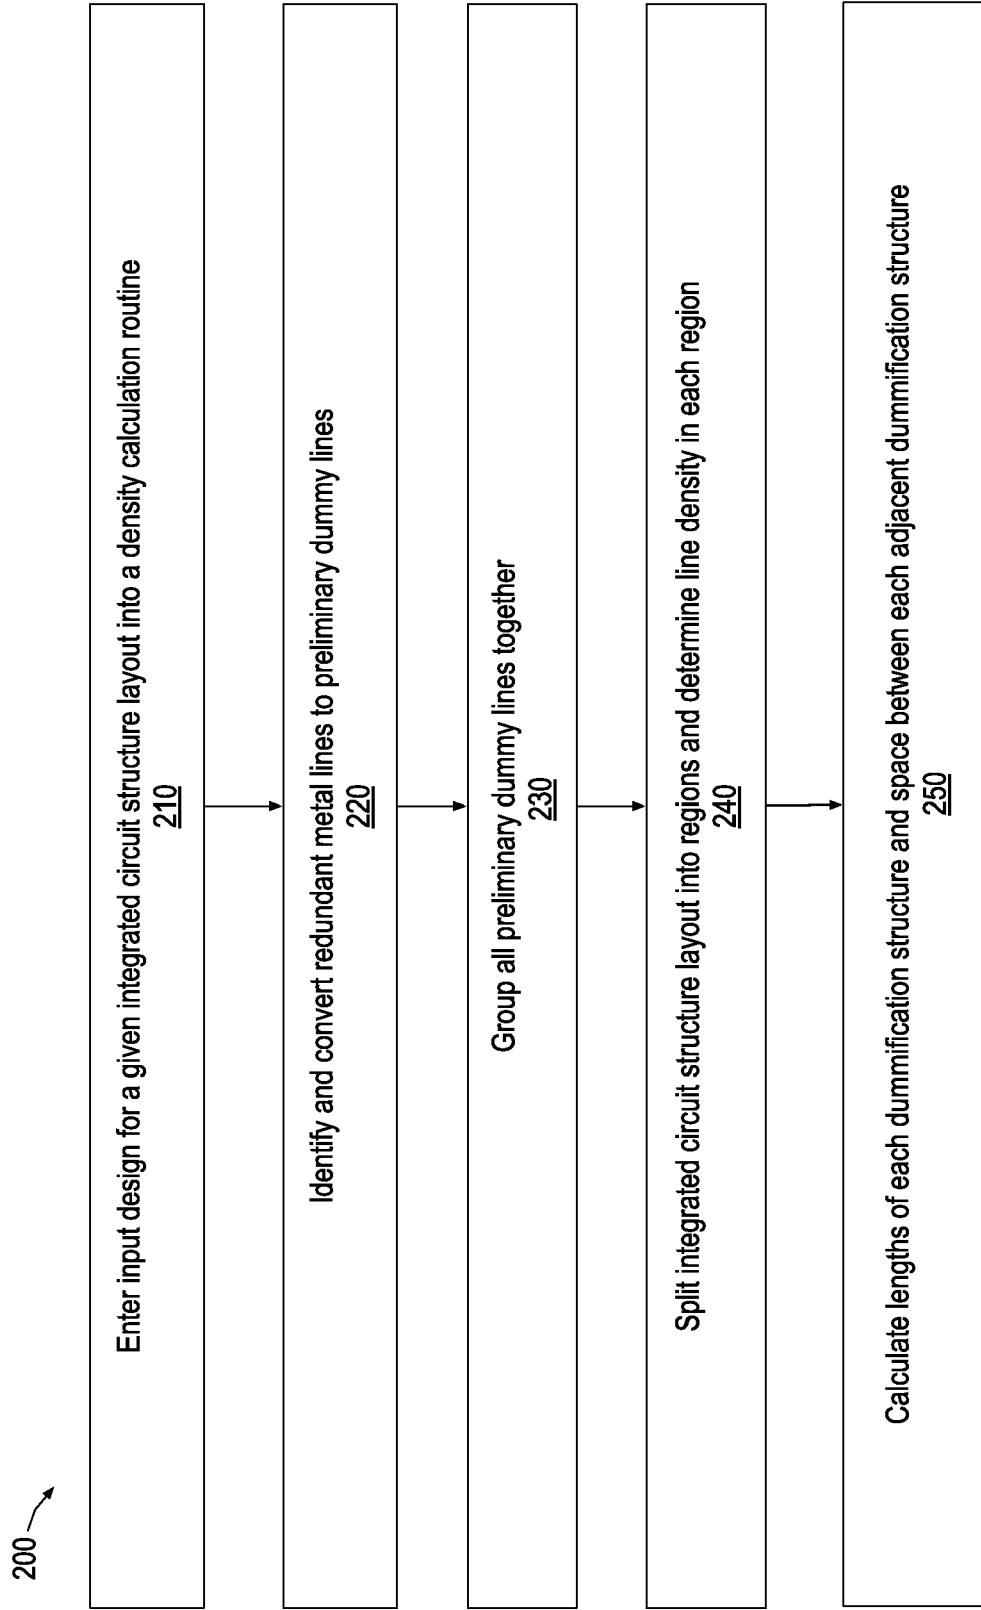 200
Enter input design for a given integrated circuit structure layout into a density calculation routine
210
Identify and convert redundant metal lines to preliminary dummy lines
220
Group all preliminary dummy lines together
230
Split integrated circuit structure layout into regions and determine line density in each region
240
Calculate lengths of each dummification structure and space between each adjacent dummification structure
250